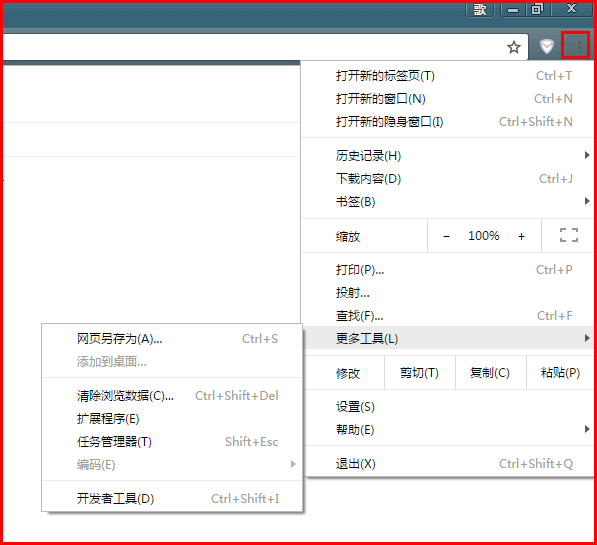 歌
打开新的标签页(T) Ctrl+T
打开新的窗口(N) Ctrl+N
打开新的隐身窗口(I) Ctrl+Shift+N
历史记录(H)
下载内容(D) Ctrl+J
书签(B)
缩放 - 100% +
打印(P)... Ctrl+P
投射...
查找(F)... Ctrl+F
更多工具(L)
修改 剪切(T) 复制(C) 粘贴(P)
设置(S)
帮助(E)
退出(X) Ctrl+Shift+Q
网页另存为(A)... Ctrl+S
添加到桌面...
清除浏览数据(C)... Ctrl+Shift+Del
扩展程序(E)
任务管理器(T) Shift+Esc
编码(E)
开发者工具(D) Ctrl+Shift+I